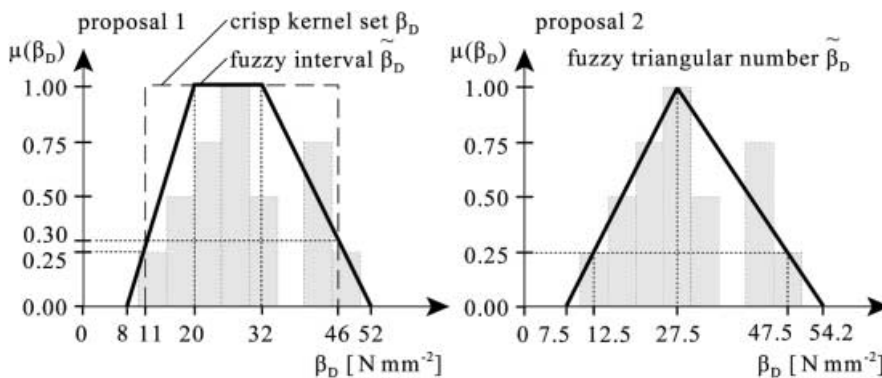 proposal 1
crisp kernel set β_D
fuzzy interval β̃_D
μ(β_D)
1.00
0.75
0.50
0.30
0.25
0.00
0 8 11 20 32 46 52
β_D [ N mm⁻² ]
proposal 2
fuzzy triangular number β̃_D
μ(β_D)
1.00
0.75
0.50
0.25
0.00
0 7.5 12.5 27.5 47.5 54.2
β_D [ N mm⁻² ]